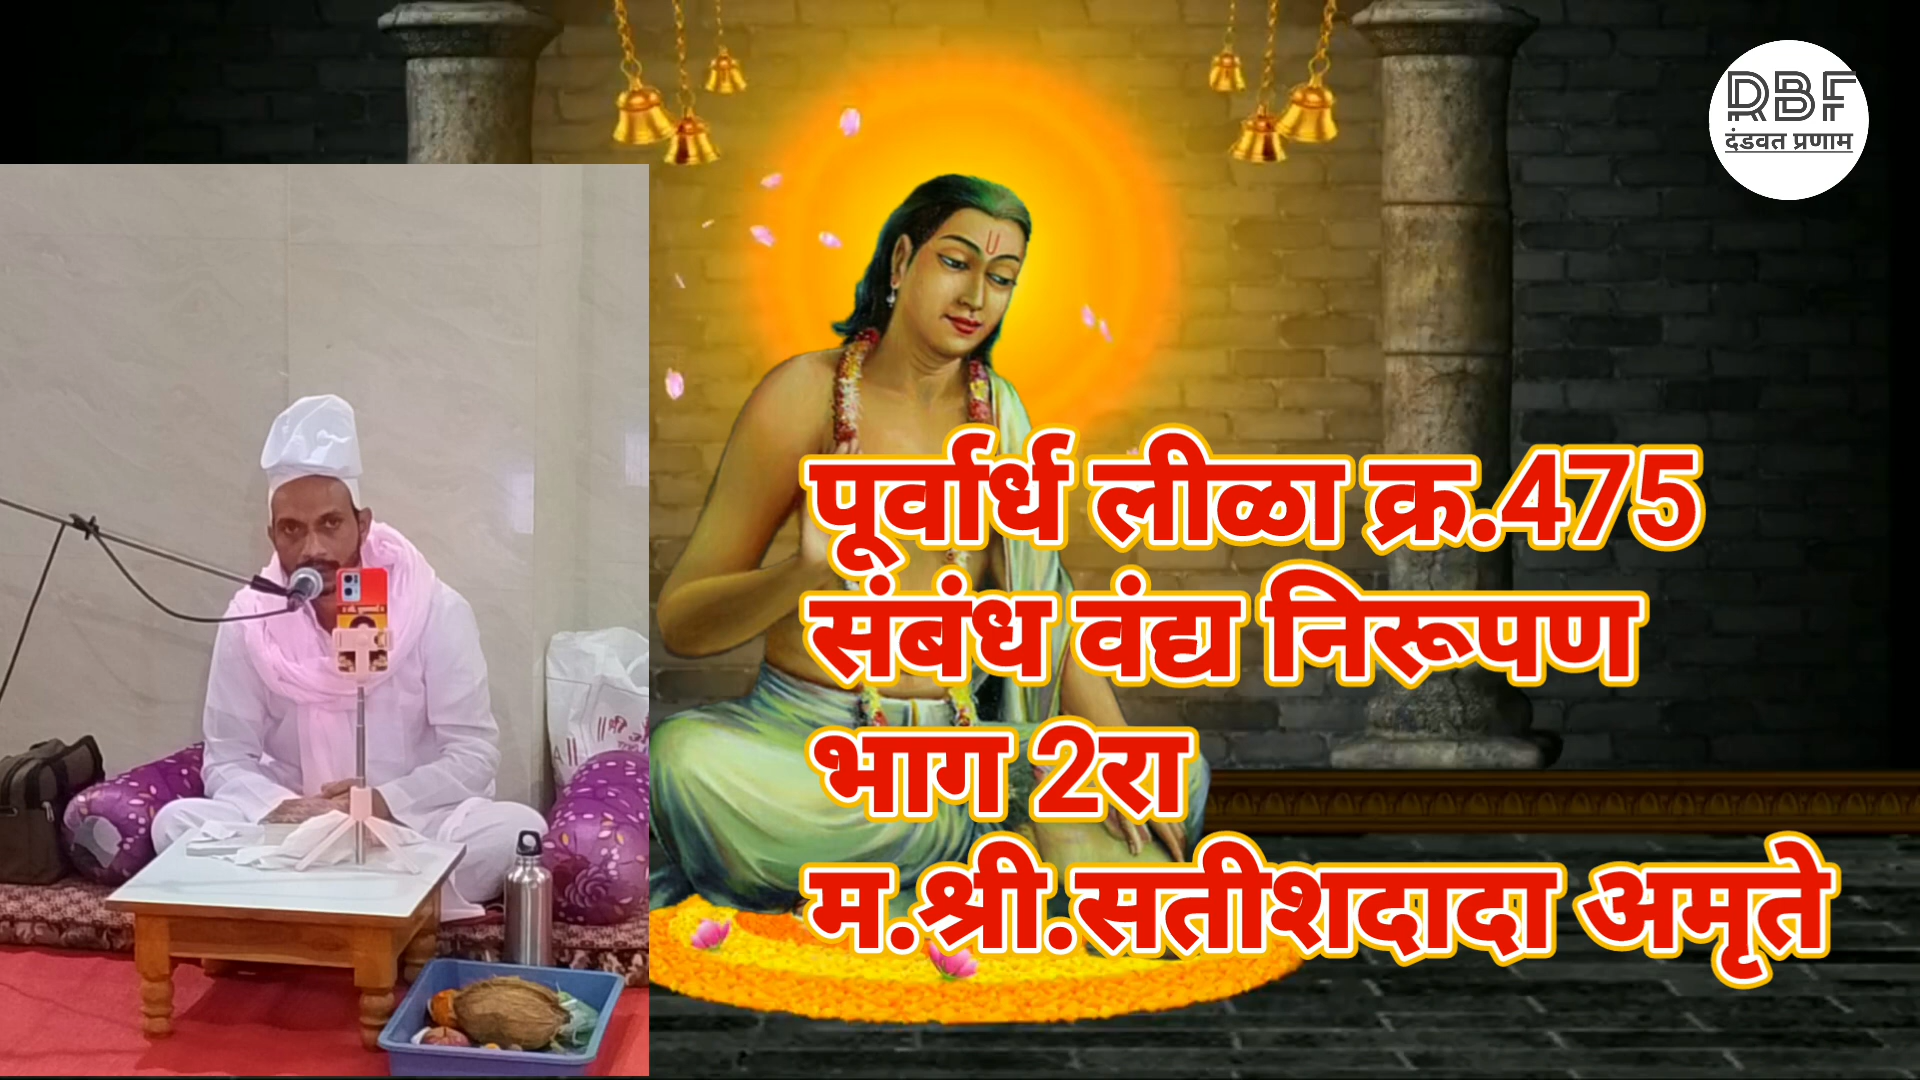 RBF
दंडवत प्रणाम
पूर्वार्ध लीळा क्र.475
संबंध वंद्य निरूपण
भाग 2रा
म.श्री.सतीशदादा अमृते